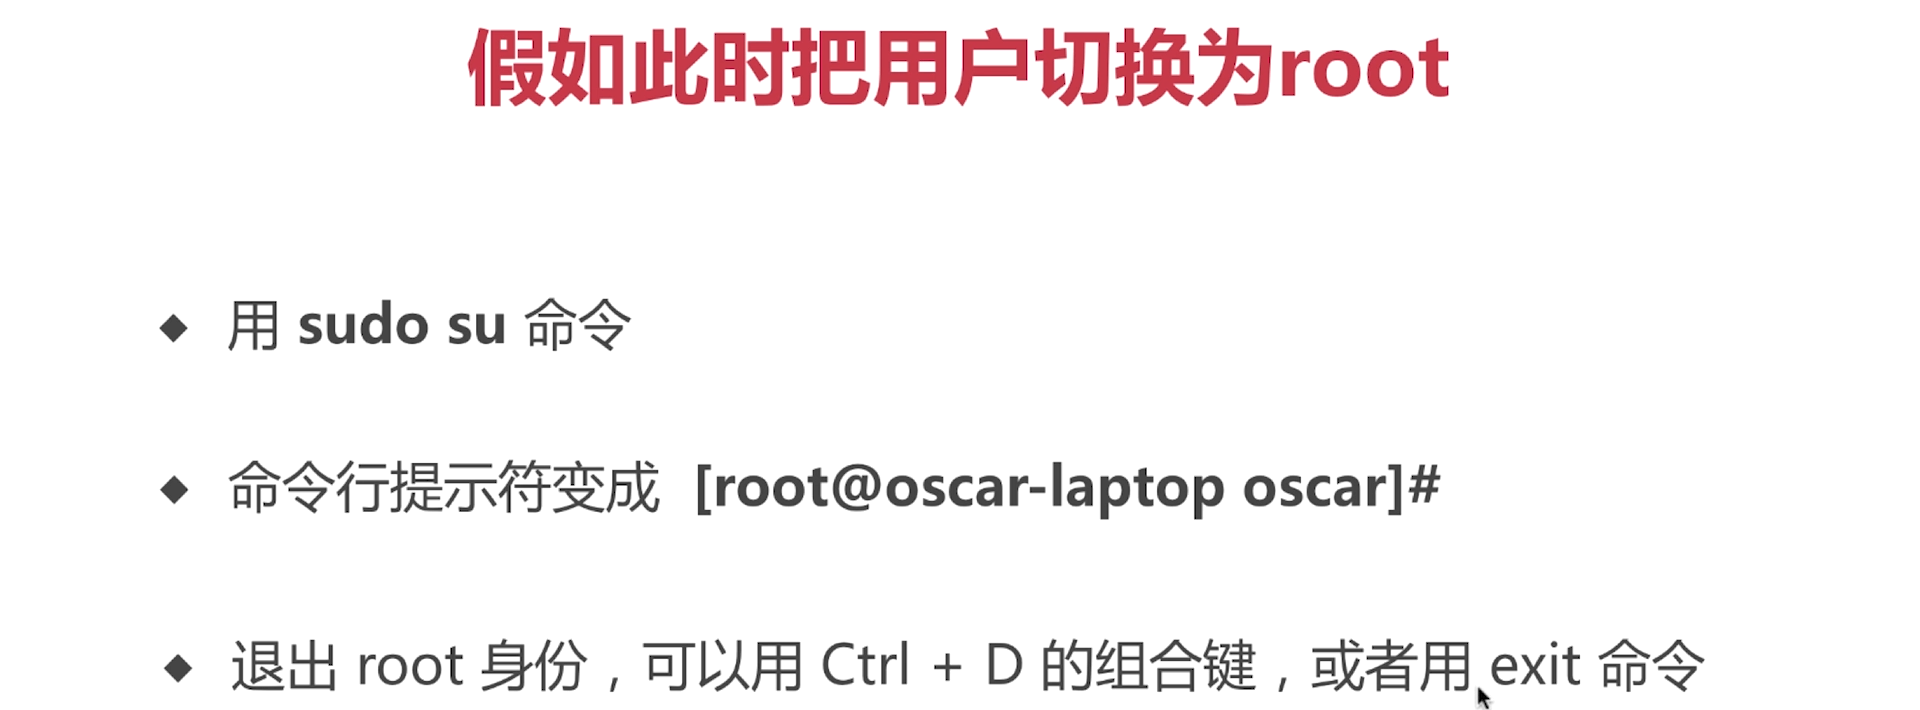 假如此时把用户切换为root
◆ 用 sudo su 命令
◆ 命令行提示符变成 [root@oscar-laptop oscar]#
◆ 退出 root 身份，可以用 Ctrl + D 的组合键，或者用 exit 命令